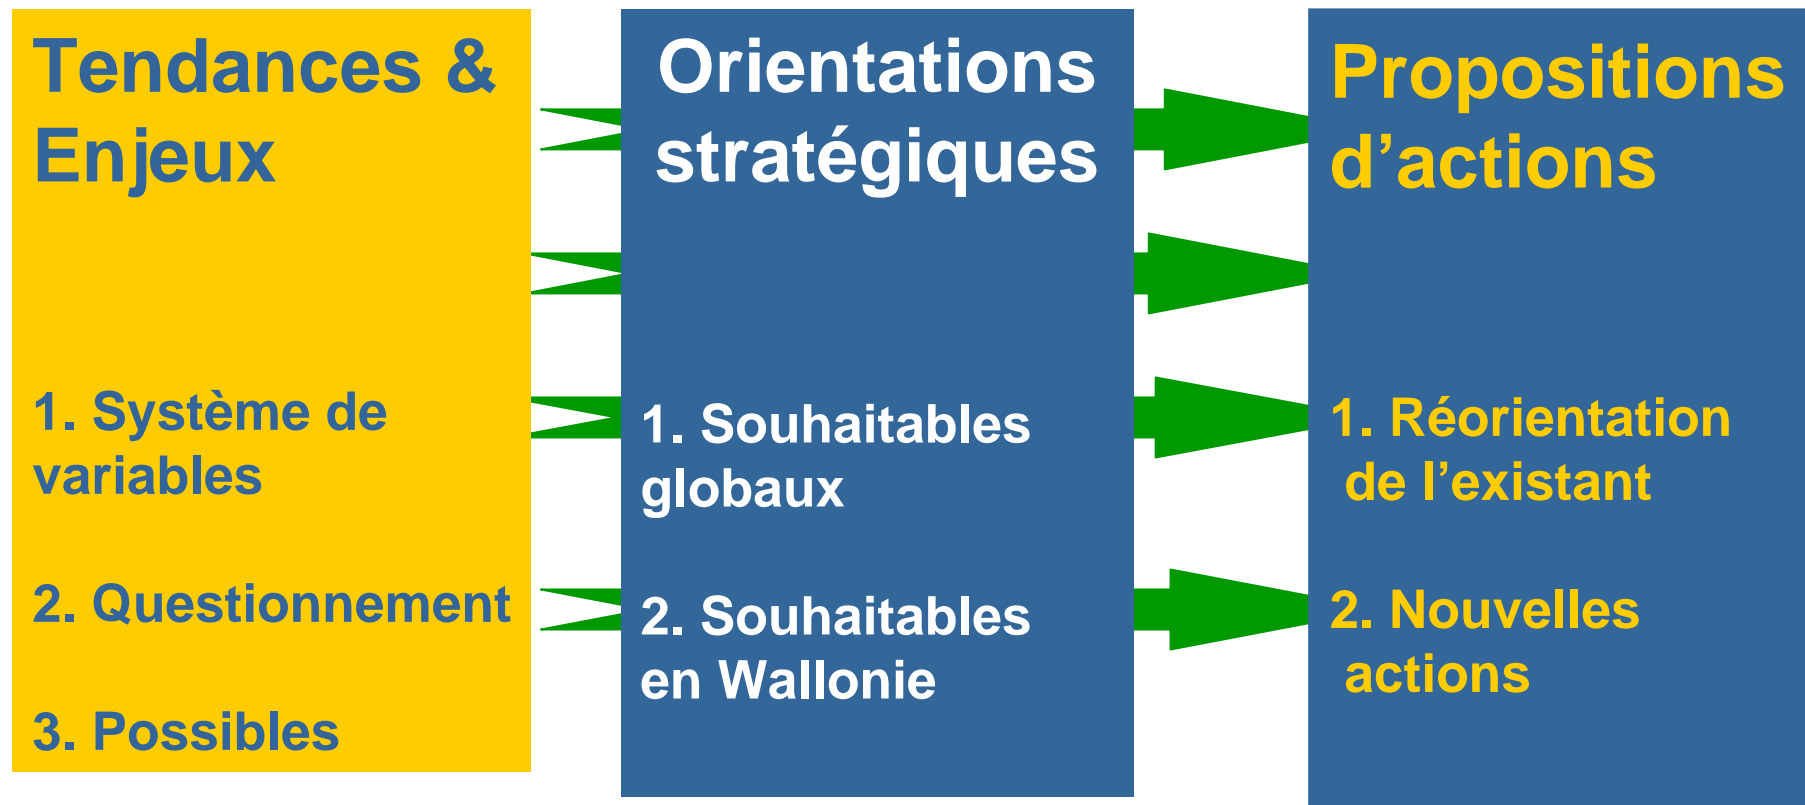 Tendances &
Enjeux
1. Système de
variables
2. Questionnement
3. Possibles
Orientations
stratégiques
1. Souhaitables
globaux
2. Souhaitables
en Wallonie
Propositions
d’actions
1. Réorientation
de l’existant
2. Nouvelles
actions